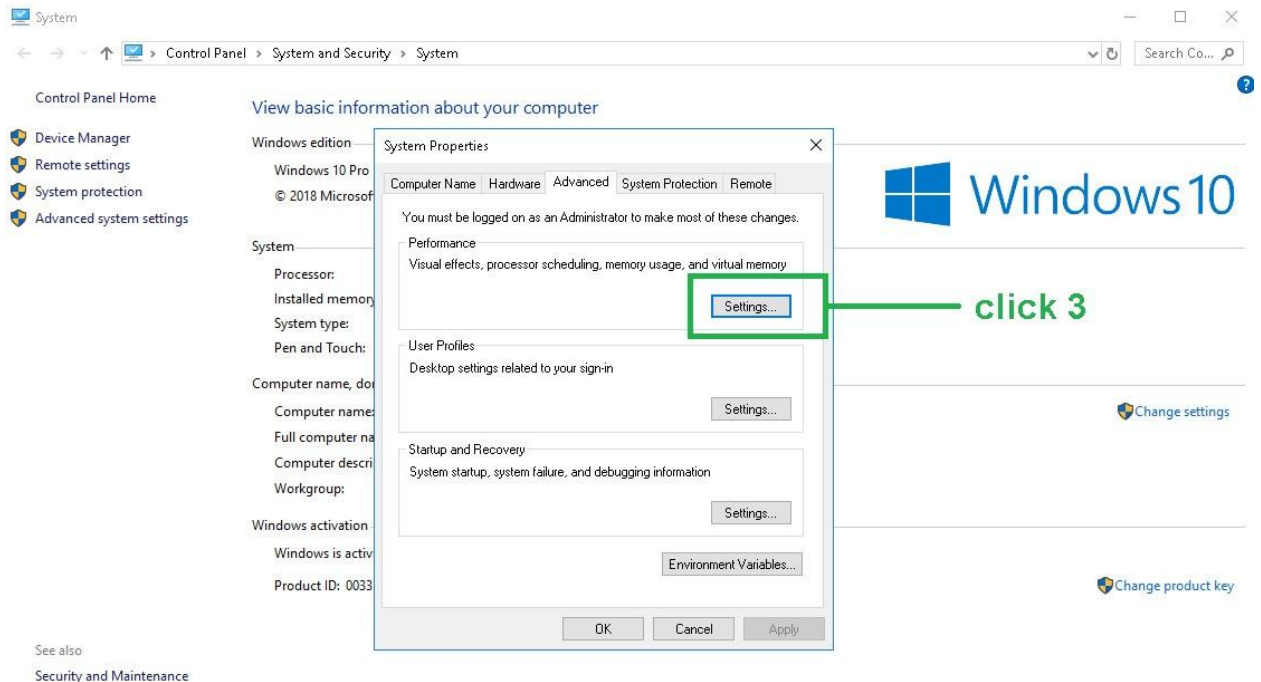 System
Control Panel > System and Security > System
Search Co...
Control Panel Home
Device Manager
Remote settings
System protection
Advanced system settings
See also
Security and Maintenance
View basic information about your computer
Windows edition
Windows 10 Pro
© 2018 Microsof
Windows 10
System
Processor:
Installed memory
System type:
Pen and Touch:
Computer name, do
Computer name:
Full computer na
Computer descri
Workgroup:
Change settings
Windows activation
Windows is activ
Product ID: 0033
Change product key
System Properties
Computer Name Hardware Advanced System Protection Remote
You must be logged on as an Administrator to make most of these changes.
Performance
Visual effects, processor scheduling, memory usage, and virtual memory
Settings...
User Profiles
Desktop settings related to your sign-in
Settings...
Startup and Recovery
System startup, system failure, and debugging information
Settings...
Environment Variables...
OK Cancel Apply
click 3